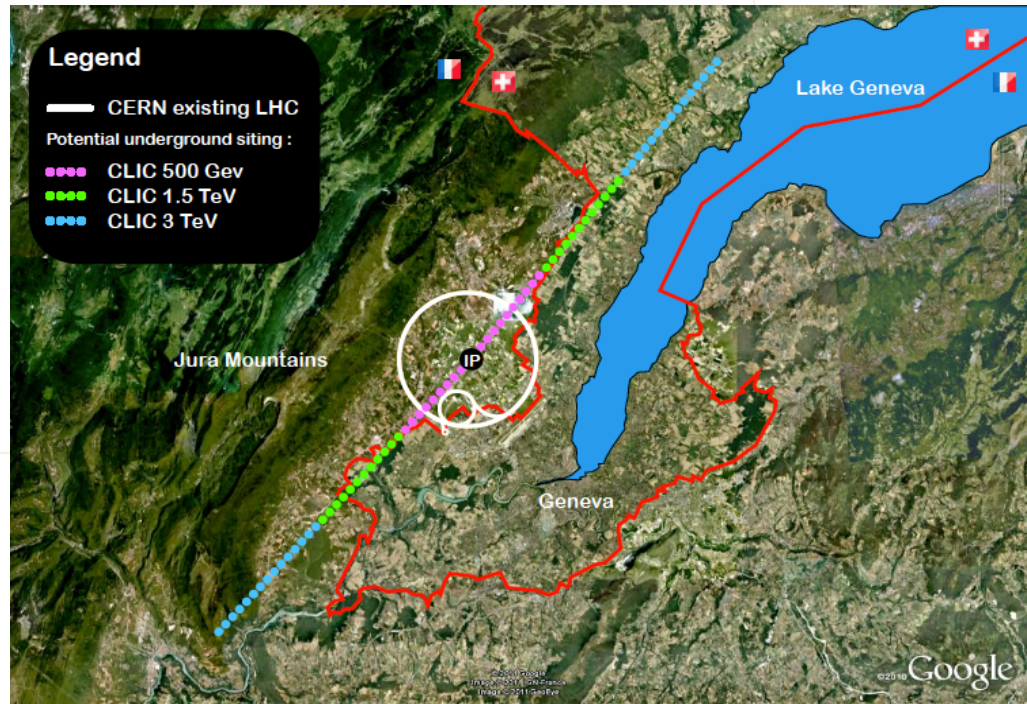 Legend
CERN existing LHC
Potential underground siting :
CLIC 500 Gev
CLIC 1.5 TeV
CLIC 3 TeV
Lake Geneva
Jura Mountains
IP
Geneva
©2010 Google